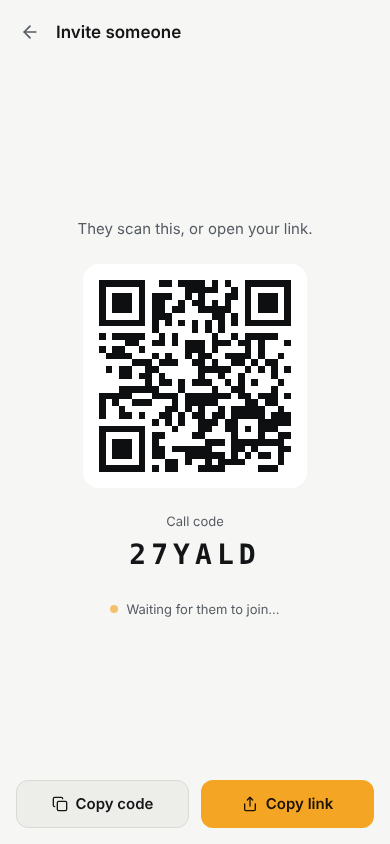 Invite someone
They scan this, or open your link.
Call code
27YALD
Waiting for them to join...
Copy code
Copy link